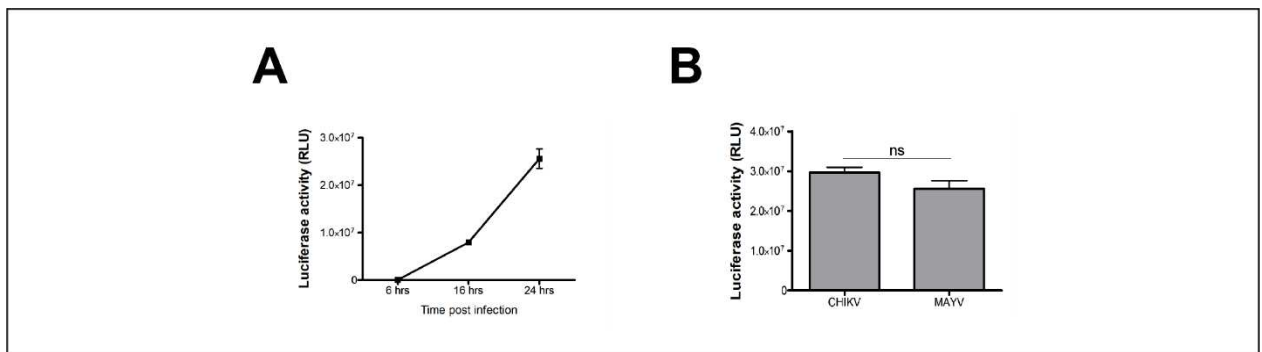 A
Luciferase activity (RLU)
3.0×10⁷
2.0×10⁷
1.0×10⁷
0
6 hrs 16 hrs 24 hrs
Time post infection
B
Luciferase activity (RLU)
4.0×10⁷
3.0×10⁷
2.0×10⁷
1.0×10⁷
0
ns
CHIKV MAYV